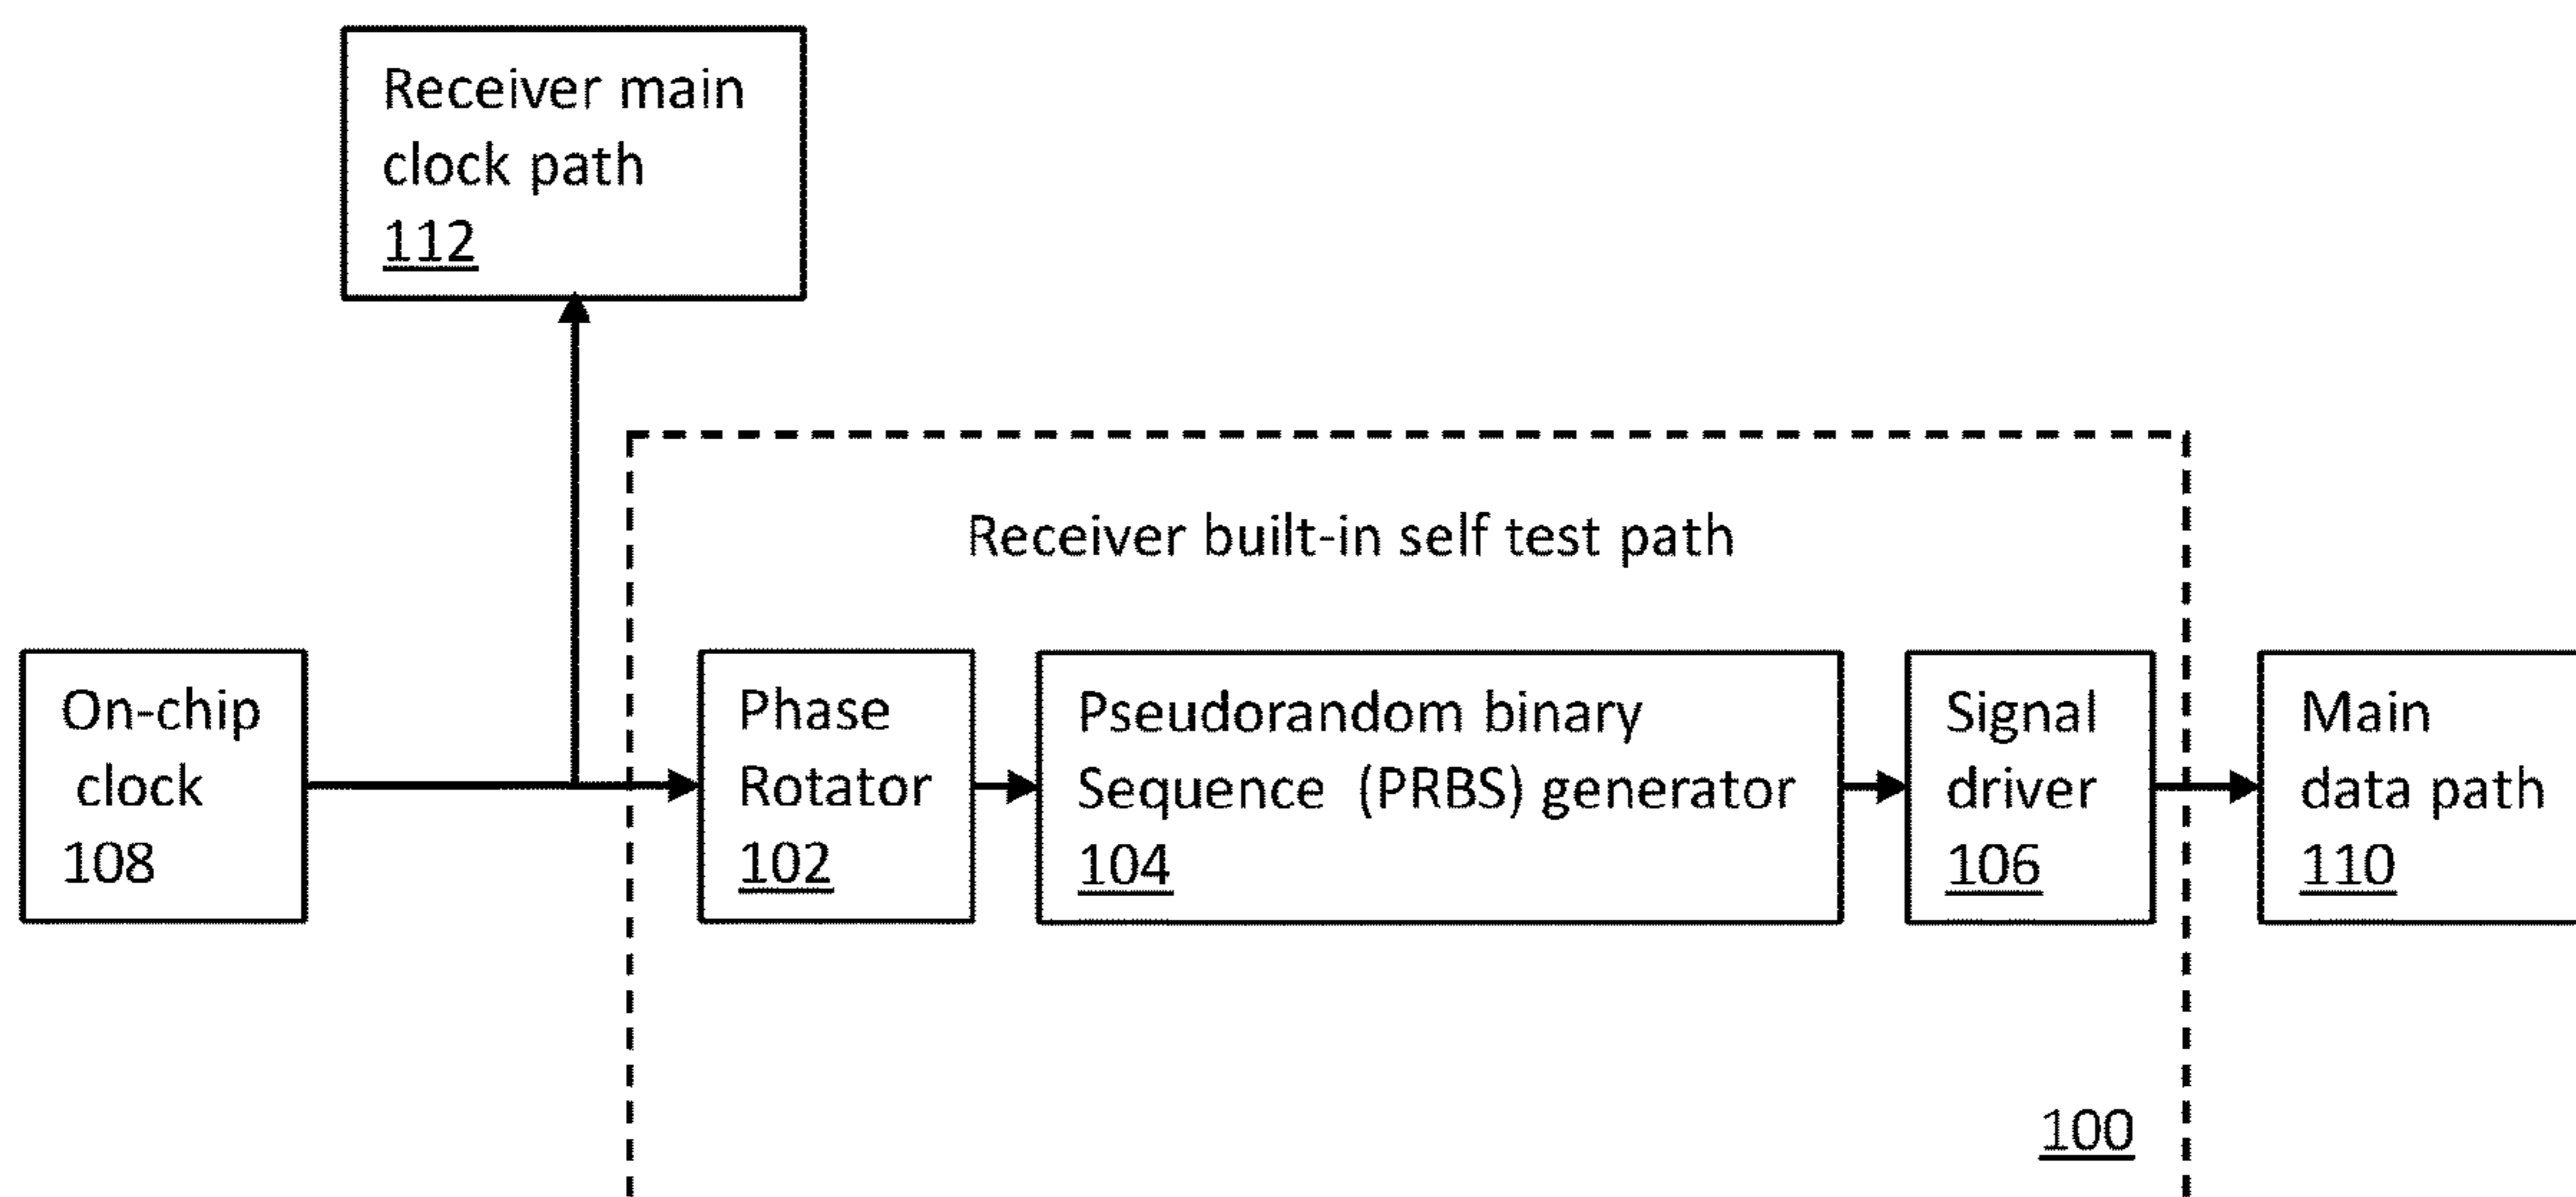 Receiver main
clock path
112
Receiver built-in self test path
On-chip
clock
108
Phase
Rotator
102
Pseudorandom binary
Sequence (PRBS) generator
104
Signal
driver
106
Main
data path
110
100